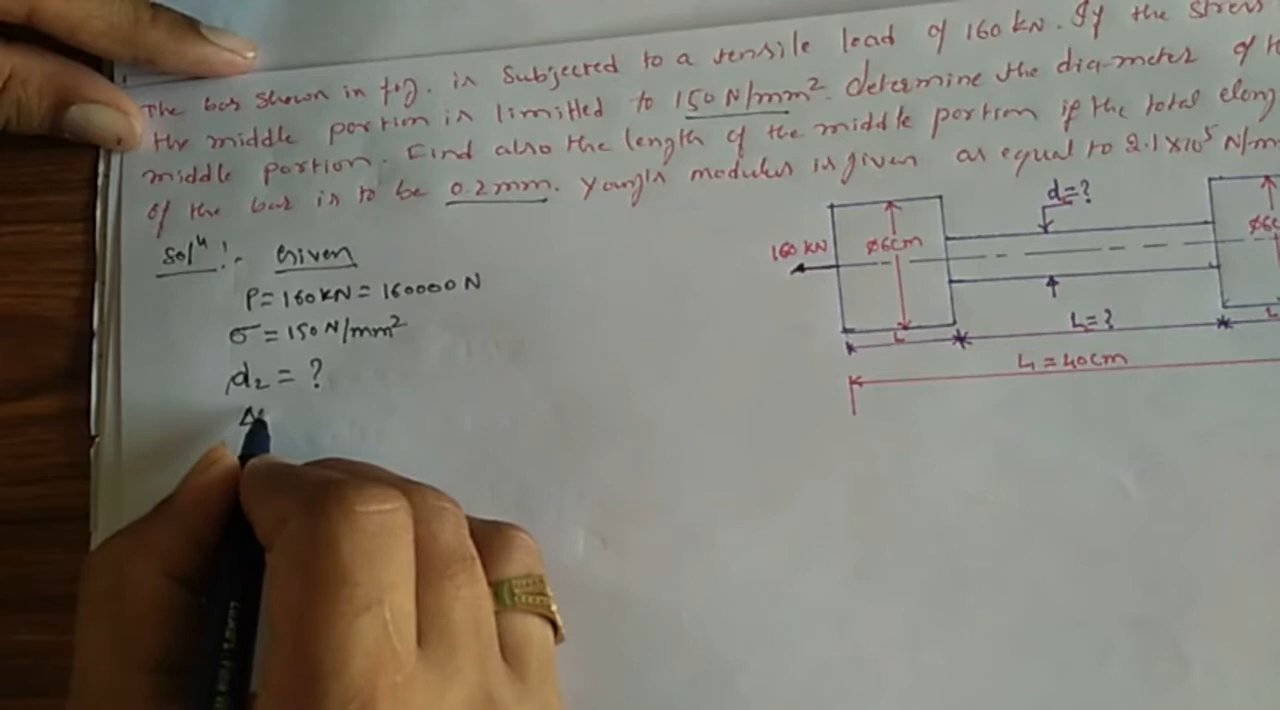 The bar shown in fig. is subjected to a tensile load of 160 kN. If the stress
the middle portion is limitted to 150 N/mm². determine the diameter of
middle portion. Find also the length of the middle portion if the total elong
of the bar is to be 0.2mm. Young's modulus is given as equal to 2.1×10⁵ N/m
Solⁿ :- Given
P = 160 kN = 160000 N
σ = 150 N/mm²
d₂ = ?
160 kN
ø6cm
d=?
ø6c
L
L=?
L
L = 40cm